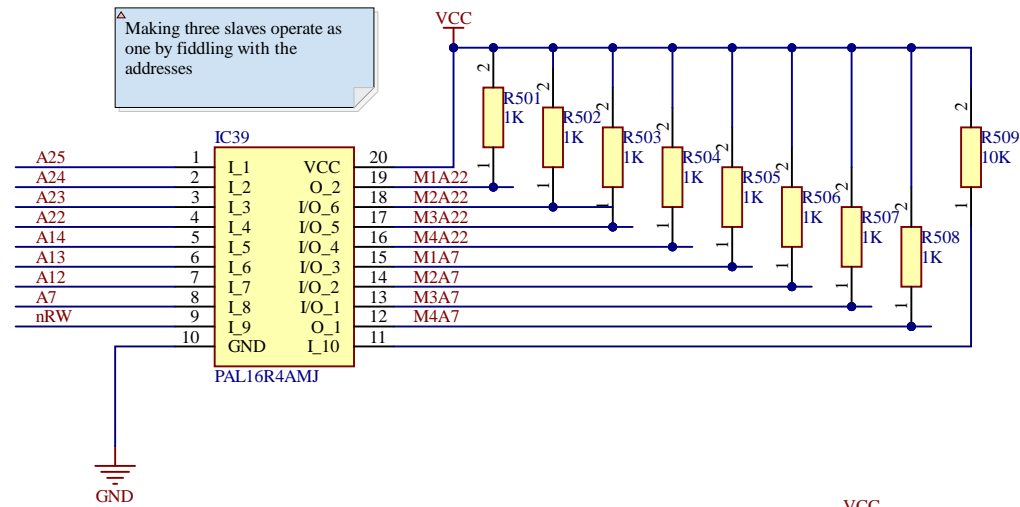 Making three slaves operate as
one by fiddling with the
addresses
VCC
IC39
A25 1 I_1 VCC 20
A24 2 I_2 O_2 19 M1A22
A23 3 I_3 I/O_6 18 M2A22
A22 4 I_4 I/O_5 17 M3A22
A14 5 I_5 I/O_4 16 M4A22
A13 6 I_6 I/O_3 15 M1A7
A12 7 I_7 I/O_2 14 M2A7
A7 8 I_8 I/O_1 13 M3A7
nRW 9 I_9 O_1 12 M4A7
10 GND I_10 11
PAL16R4AMJ
GND
2 R501 1K 1
2 R502 1K 1
2 R503 1K 1
2 R504 1K 1
2 R505 1K 1
2 R506 1K 1
2 R507 1K 1
2 R508 1K 1
2 R509 10K 1
VCC